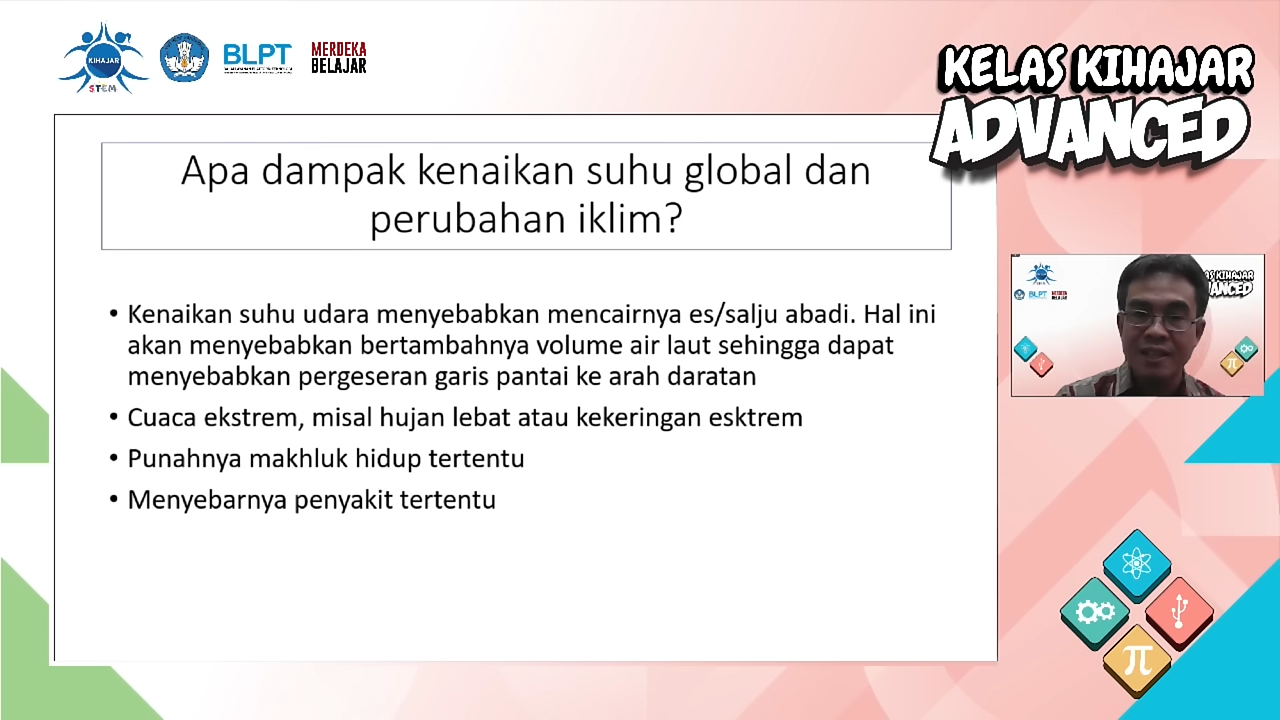 KIHAJAR
STEM
BLPT
MERDEKA
BELAJAR
KELAS KIHAJAR
ADVANCED
Apa dampak kenaikan suhu global dan
perubahan iklim?
• Kenaikan suhu udara menyebabkan mencairnya es/salju abadi. Hal ini
akan menyebabkan bertambahnya volume air laut sehingga dapat
menyebabkan pergeseran garis pantai ke arah daratan
• Cuaca ekstrem, misal hujan lebat atau kekeringan esktrem
• Punahnya makhluk hidup tertentu
• Menyebarnya penyakit tertentu
BLPT
KIHAJAR
π
π